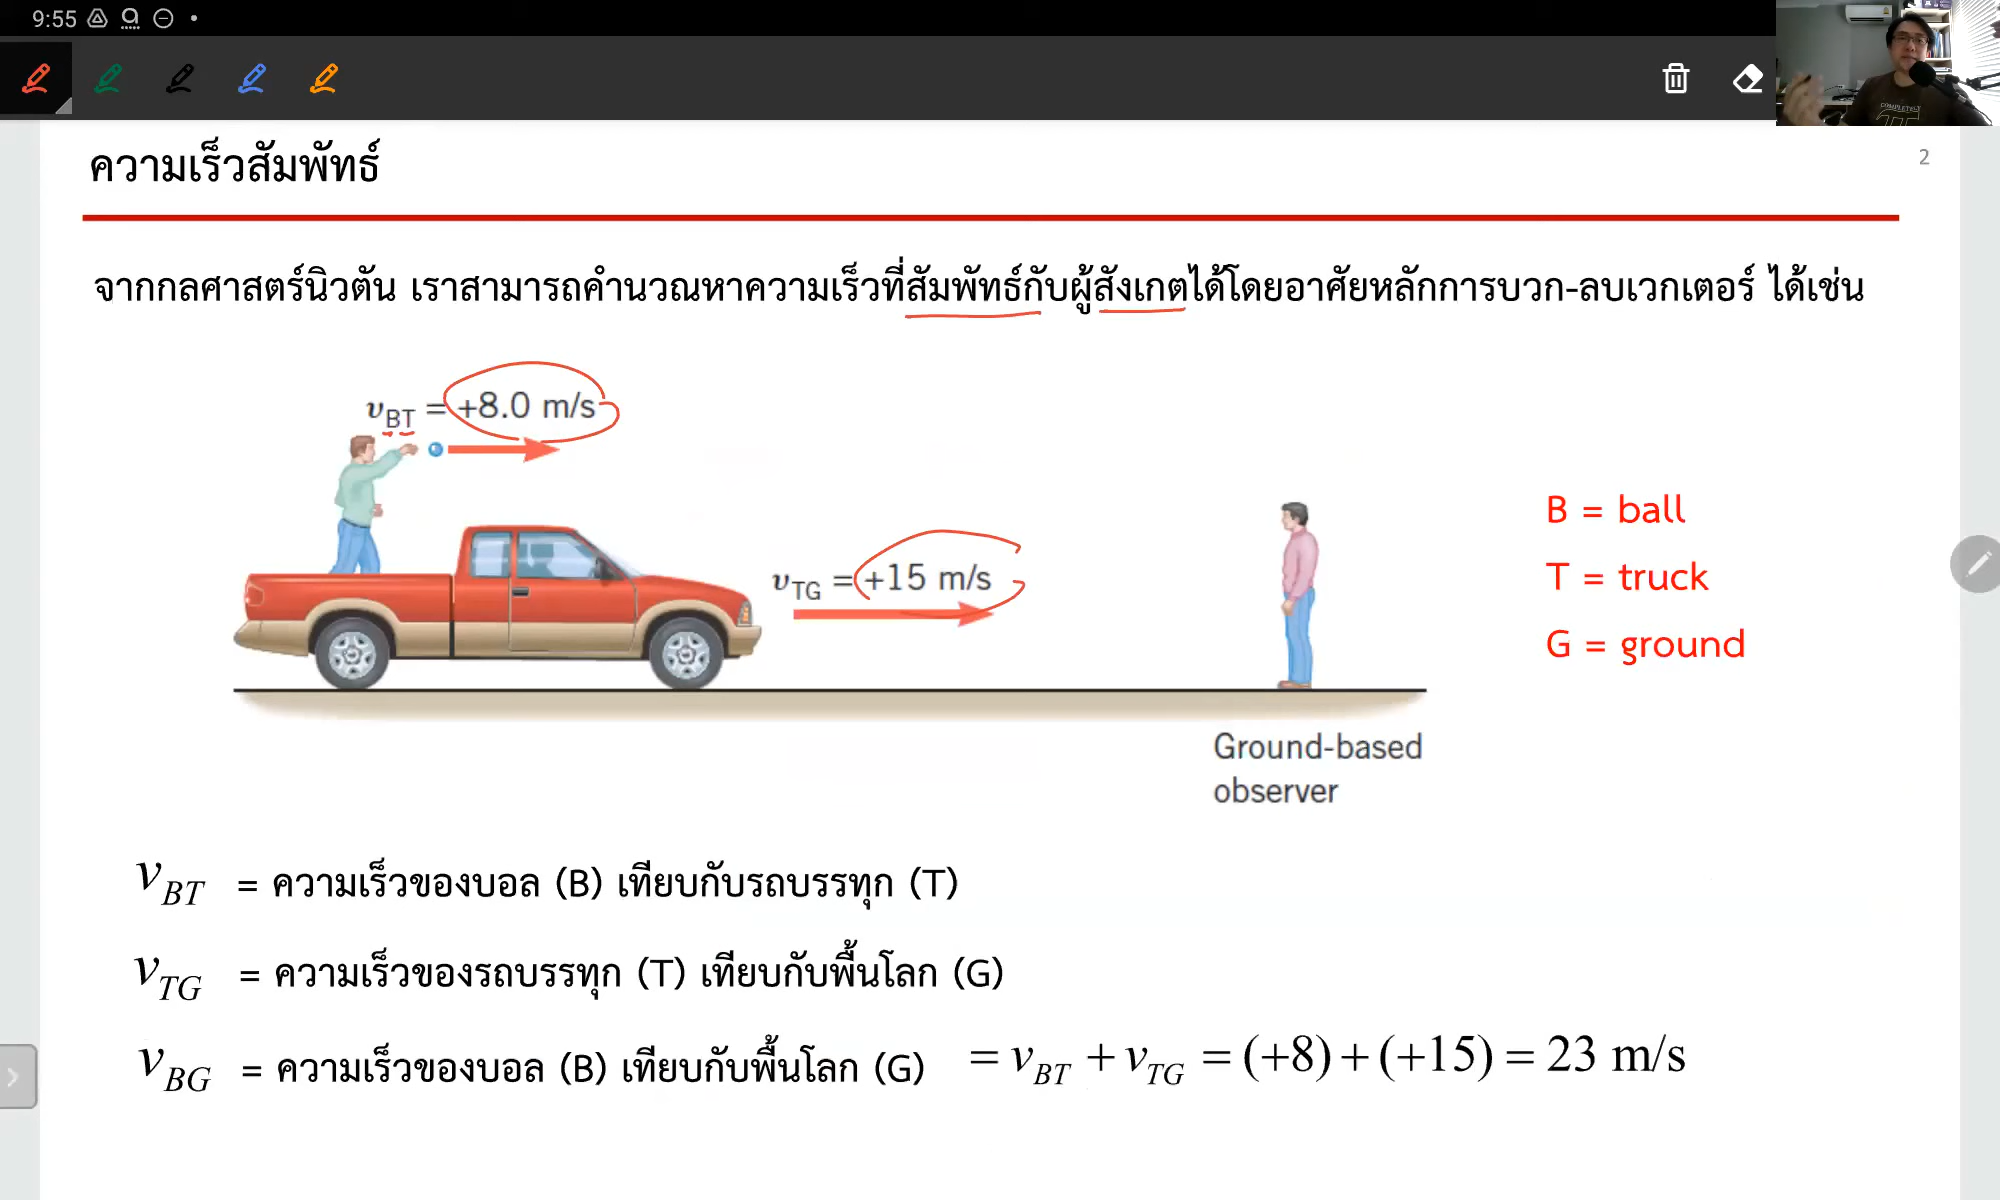 9:55
2
ความเร็วสัมพัทธ์
จากกลศาสตร์นิวตัน เราสามารถคำนวณหาความเร็วที่สัมพัทธ์กับผู้สังเกตได้โดยอาศัยหลักการบวก-ลบเวกเตอร์ ได้เช่น
v_BT = +8.0 m/s
v_TG = +15 m/s
B = ball
T = truck
G = ground
Ground-based
observer
v_BT = ความเร็วของบอล (B) เทียบกับรถบรรทุก (T)
v_TG = ความเร็วของรถบรรทุก (T) เทียบกับพื้นโลก (G)
v_BG = ความเร็วของบอล (B) เทียบกับพื้นโลก (G) = v_BT + v_TG = (+8) + (+15) = 23 m/s